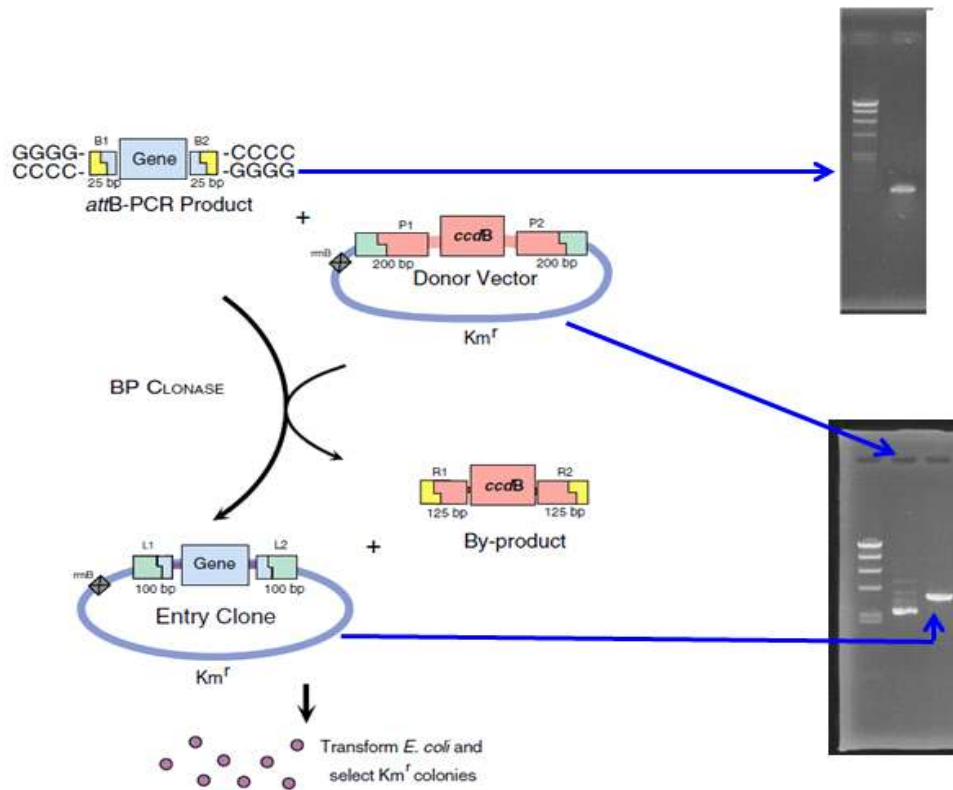 B1
B2
GGGG-
-CCCC
Gene
CCCC-
-GGGG
25 bp
25 bp
attB-PCR Product
+
P1
P2
ccdB
rrnB
200 bp
200 bp
Donor Vector
Kmʳ
BP CLONASE
R1
R2
ccdB
125 bp
125 bp
By-product
+
L1
L2
Gene
rrnB
100 bp
100 bp
Entry Clone
Kmʳ
Transform E. coli and
select Kmʳ colonies